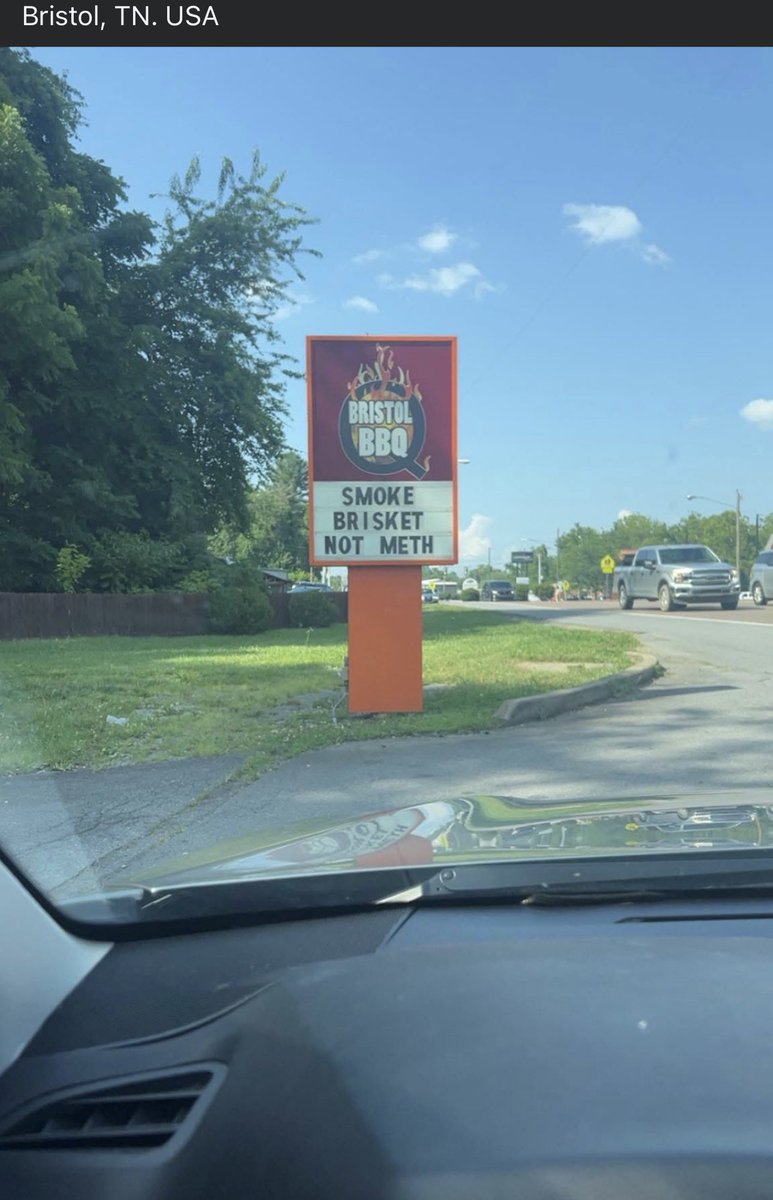 Bristol, TN. USA
BRISTOL
BBQ
SMOKE
BRISKET
NOT METH